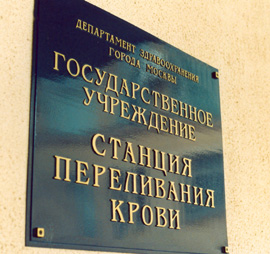 ДЕПАРТАМЕНТ ЗДРАВООХРАНЕНИЯ
ГОРОДА МОСКВЫ
ГОСУДАРСТВЕННОЕ
УЧРЕЖДЕНИЕ
СТАНЦИЯ
ПЕРЕЛИВАНИЯ
КРОВИ